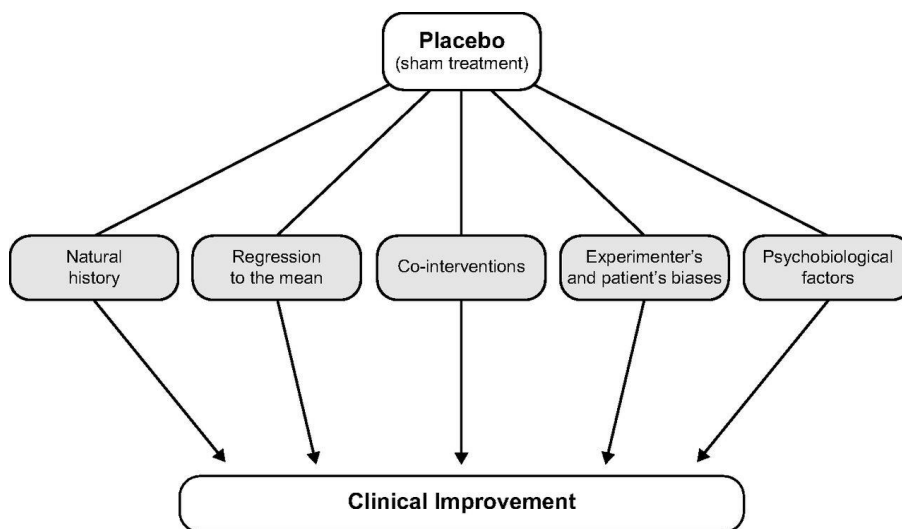 Placebo
(sham treatment)
Natural
history
Regression
to the mean
Co-interventions
Experimenter's
and patient's biases
Psychobiological
factors
Clinical Improvement